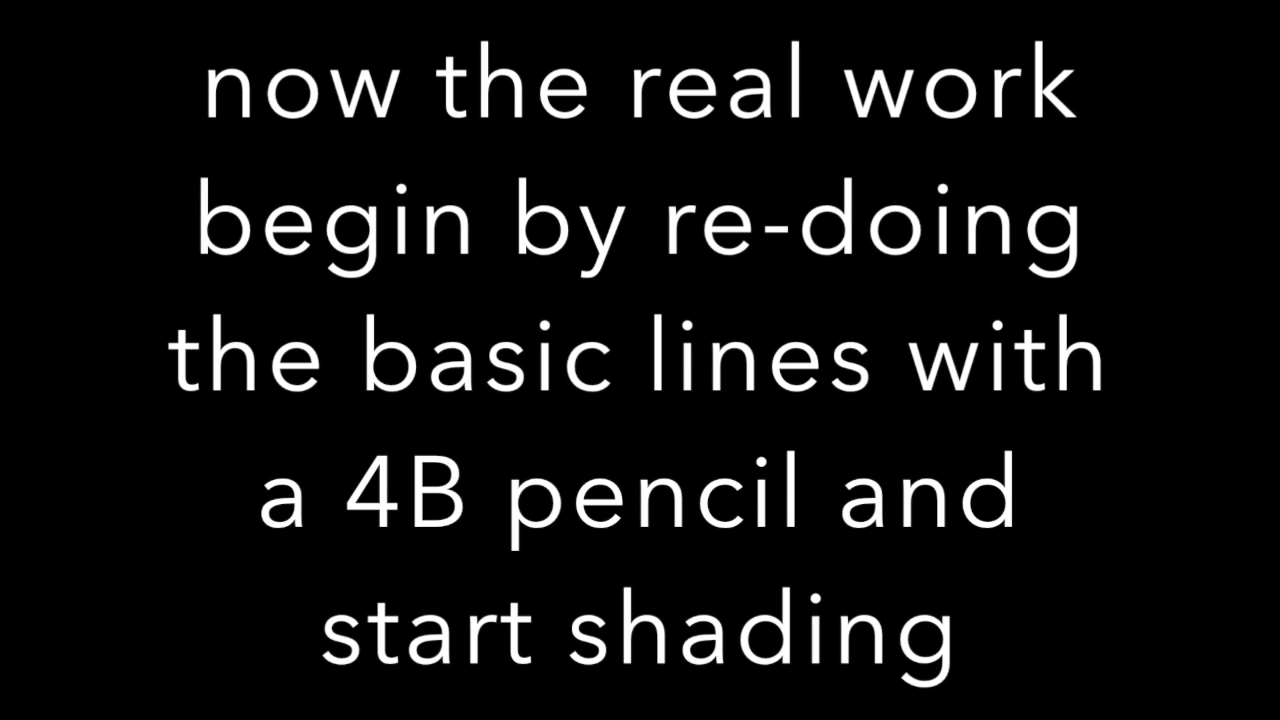 now the real work
begin by re-doing
the basic lines with
a 4B pencil and
start shading